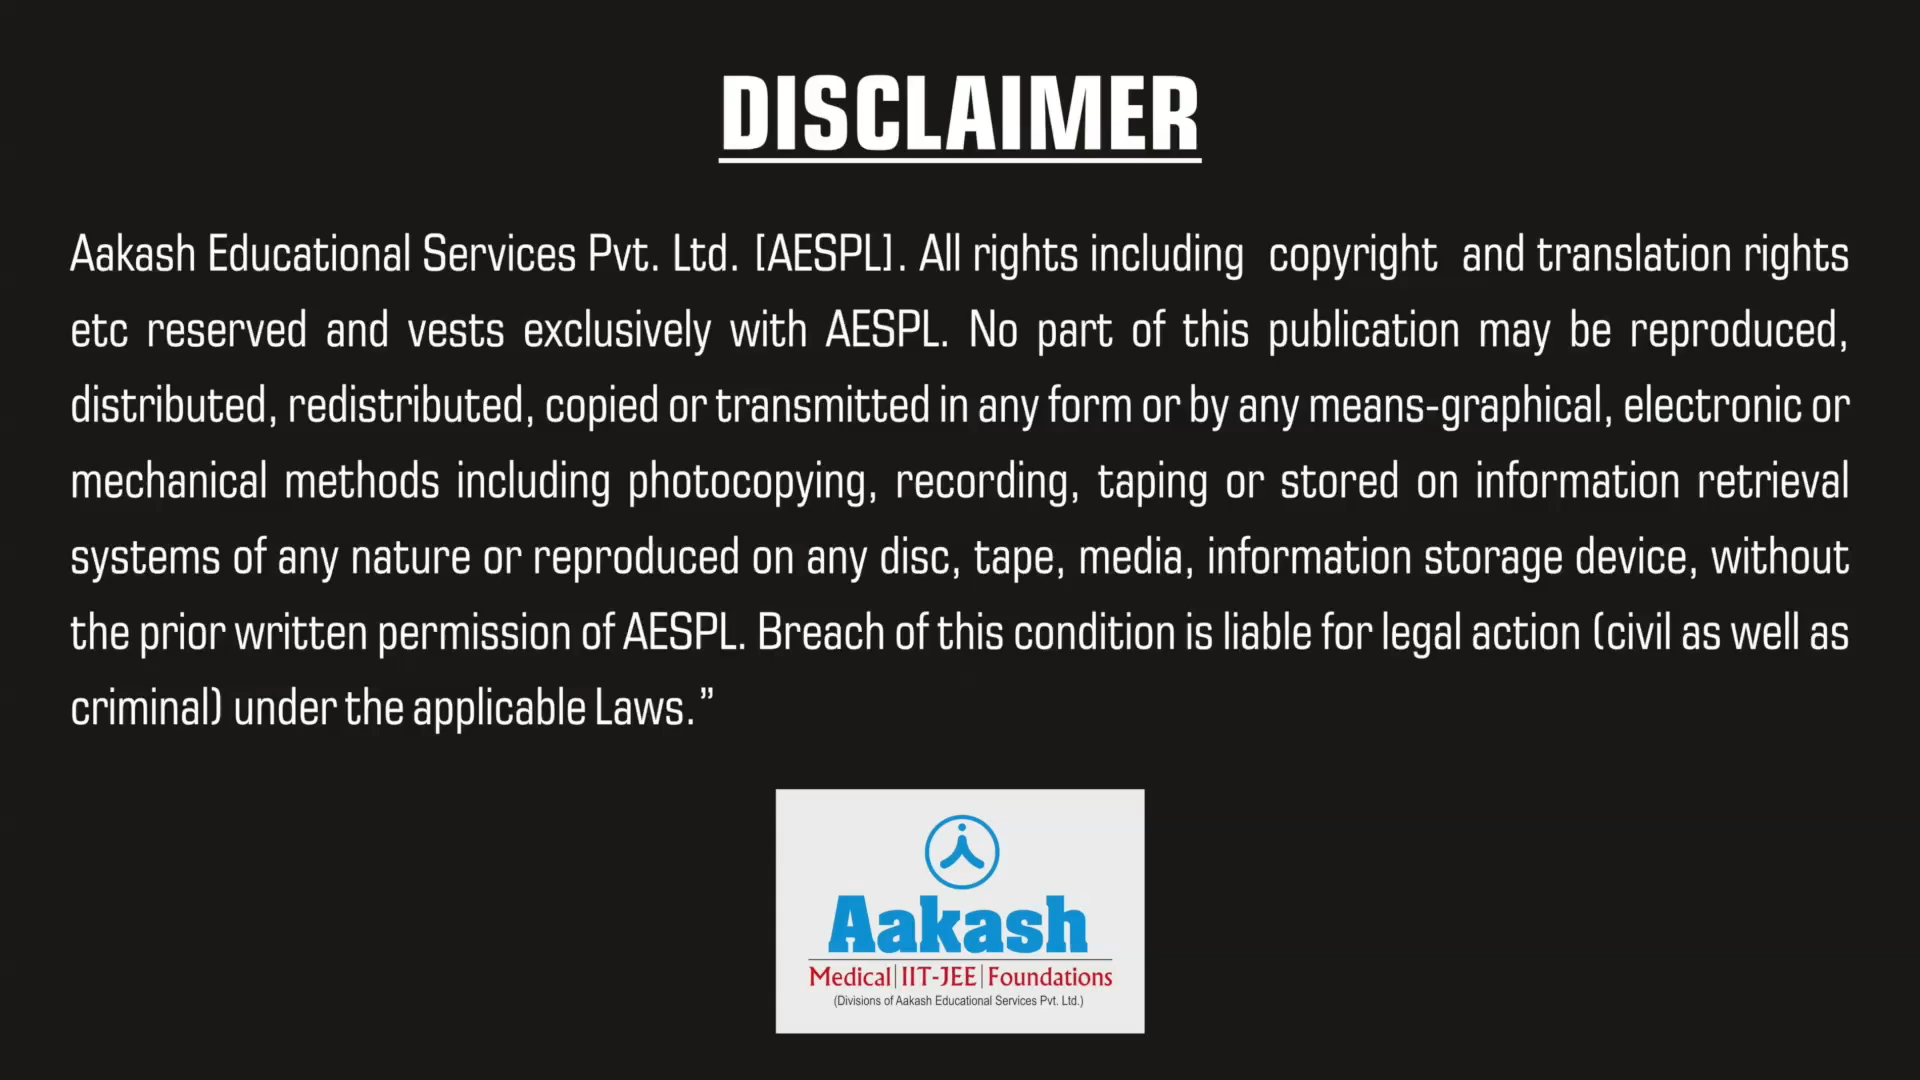 DISCLAIMER
Aakash Educational Services Pvt. Ltd. [AESPL]. All rights including copyright and translation rights
etc reserved and vests exclusively with AESPL. No part of this publication may be reproduced,
distributed, redistributed, copied or transmitted in any form or by any means-graphical, electronic or
mechanical methods including photocopying, recording, taping or stored on information retrieval
systems of any nature or reproduced on any disc, tape, media, information storage device, without
the prior written permission of AESPL. Breach of this condition is liable for legal action (civil as well as
criminal) under the applicable Laws.”
Aakash
Medical|IIT-JEE|Foundations
(Divisions of Aakash Educational Services Pvt. Ltd.)